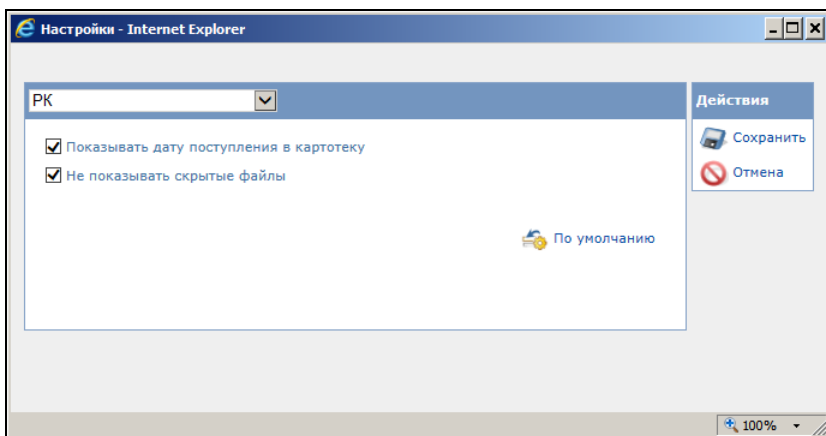 Настройки - Internet Explorer
РК
Действия
Показывать дату поступления в картотеку
Не показывать скрытые файлы
Сохранить
Отмена
По умолчанию
100%